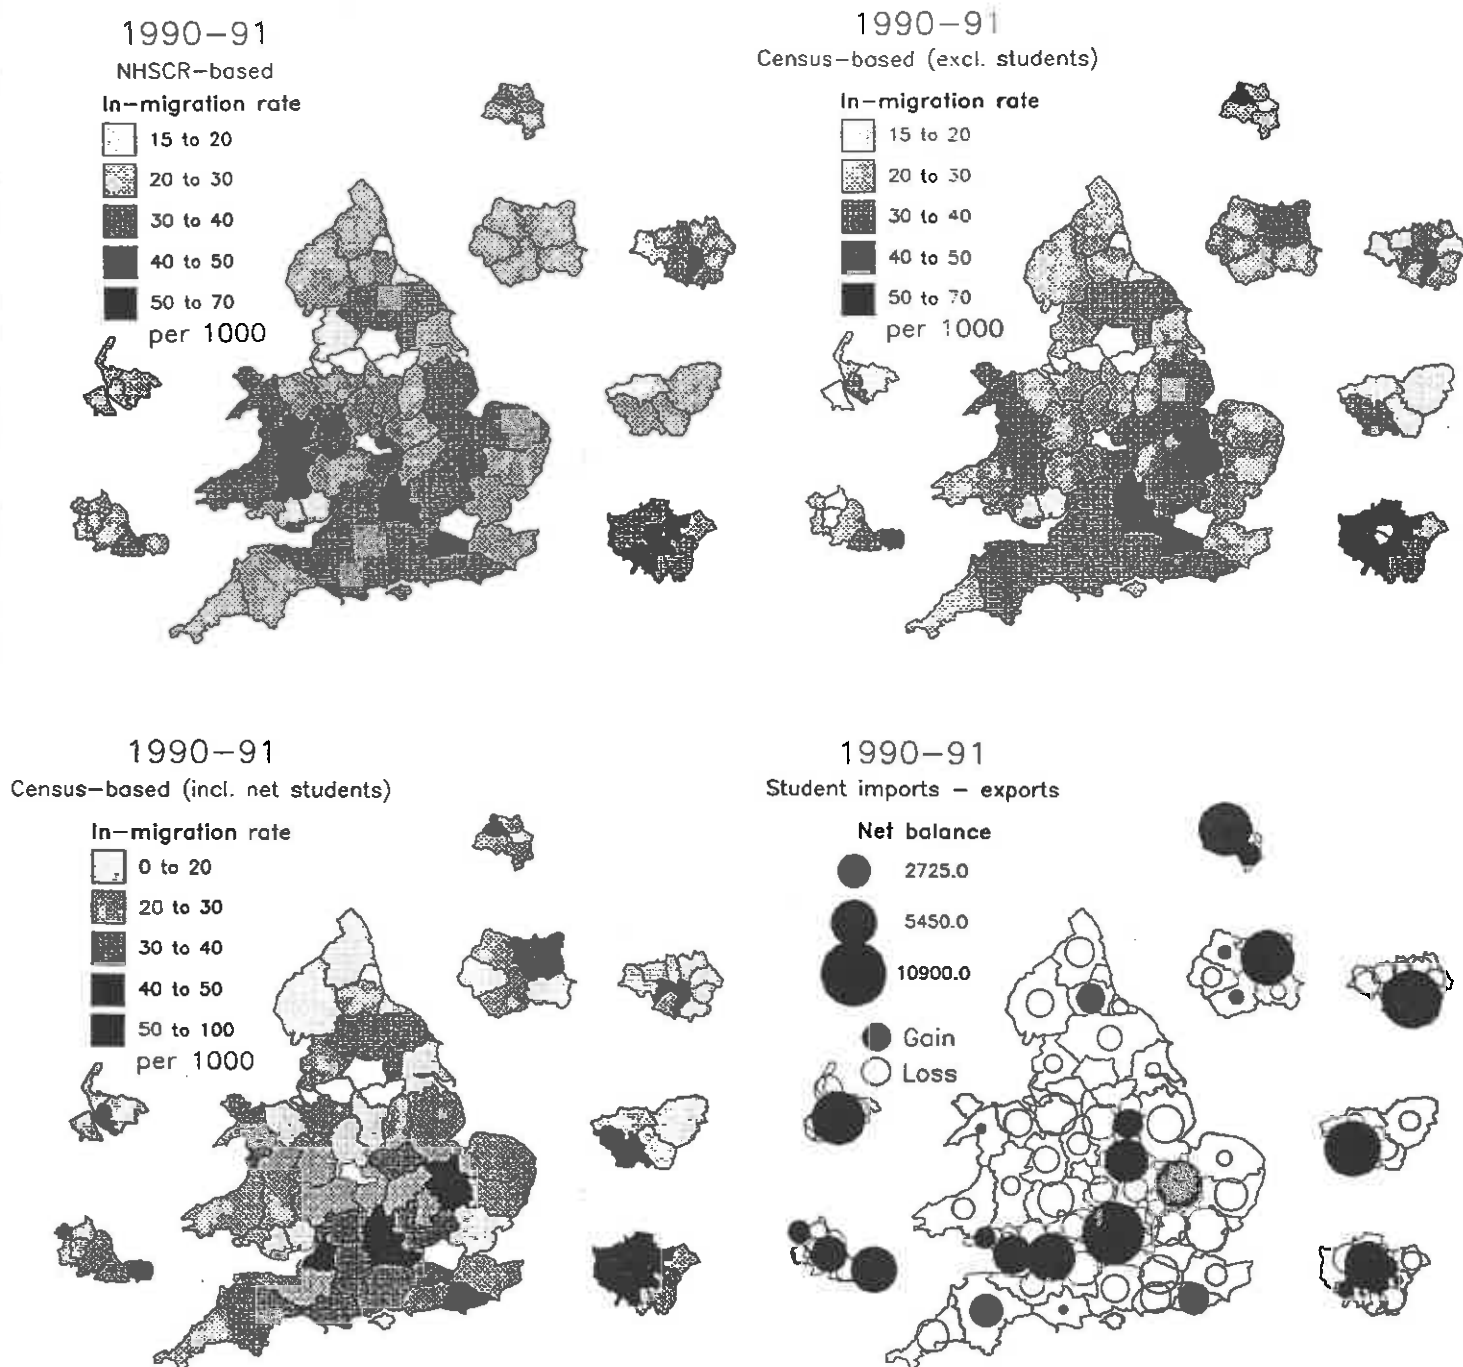 1990-91
NHSCR-based
In-migration rate
15 to 20
20 to 30
30 to 40
40 to 50
50 to 70
per 1000
1990-91
Census-based (excl. students)
In-migration rate
15 to 20
20 to 30
30 to 40
40 to 50
50 to 70
per 1000
1990-91
Census-based (incl. net students)
In-migration rate
0 to 20
20 to 30
30 to 40
40 to 50
50 to 100
per 1000
1990-91
Student imports - exports
Net balance
2725.0
5450.0
10900.0
Gain
Loss